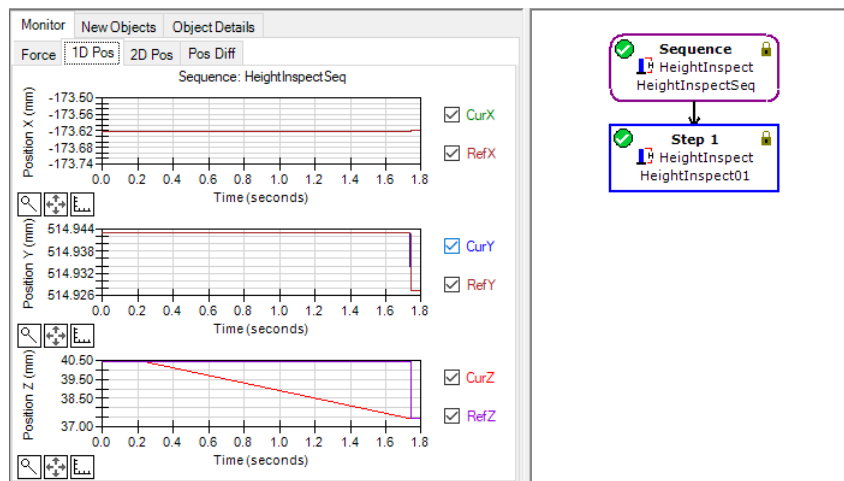 Monitor New Objects Object Details
Force 1D Pos 2D Pos Pos Diff
Sequence: HeightInspectSeq
Position X (mm)
-173.50
-173.56
-173.62
-173.68
-173.74
0.0 0.2 0.4 0.6 0.8 1.0 1.2 1.4 1.6 1.8
Time (seconds)
CurX
RefX
Position Y (mm)
514.944
514.938
514.932
514.926
0.0 0.2 0.4 0.6 0.8 1.0 1.2 1.4 1.6 1.8
Time (seconds)
CurY
RefY
Position Z (mm)
40.50
39.50
38.50
37.00
0.0 0.2 0.4 0.6 0.8 1.0 1.2 1.4 1.6 1.8
Time (seconds)
CurZ
RefZ
Sequence
H HeightInspect
HeightInspectSeq
Step 1
H HeightInspect
HeightInspect01